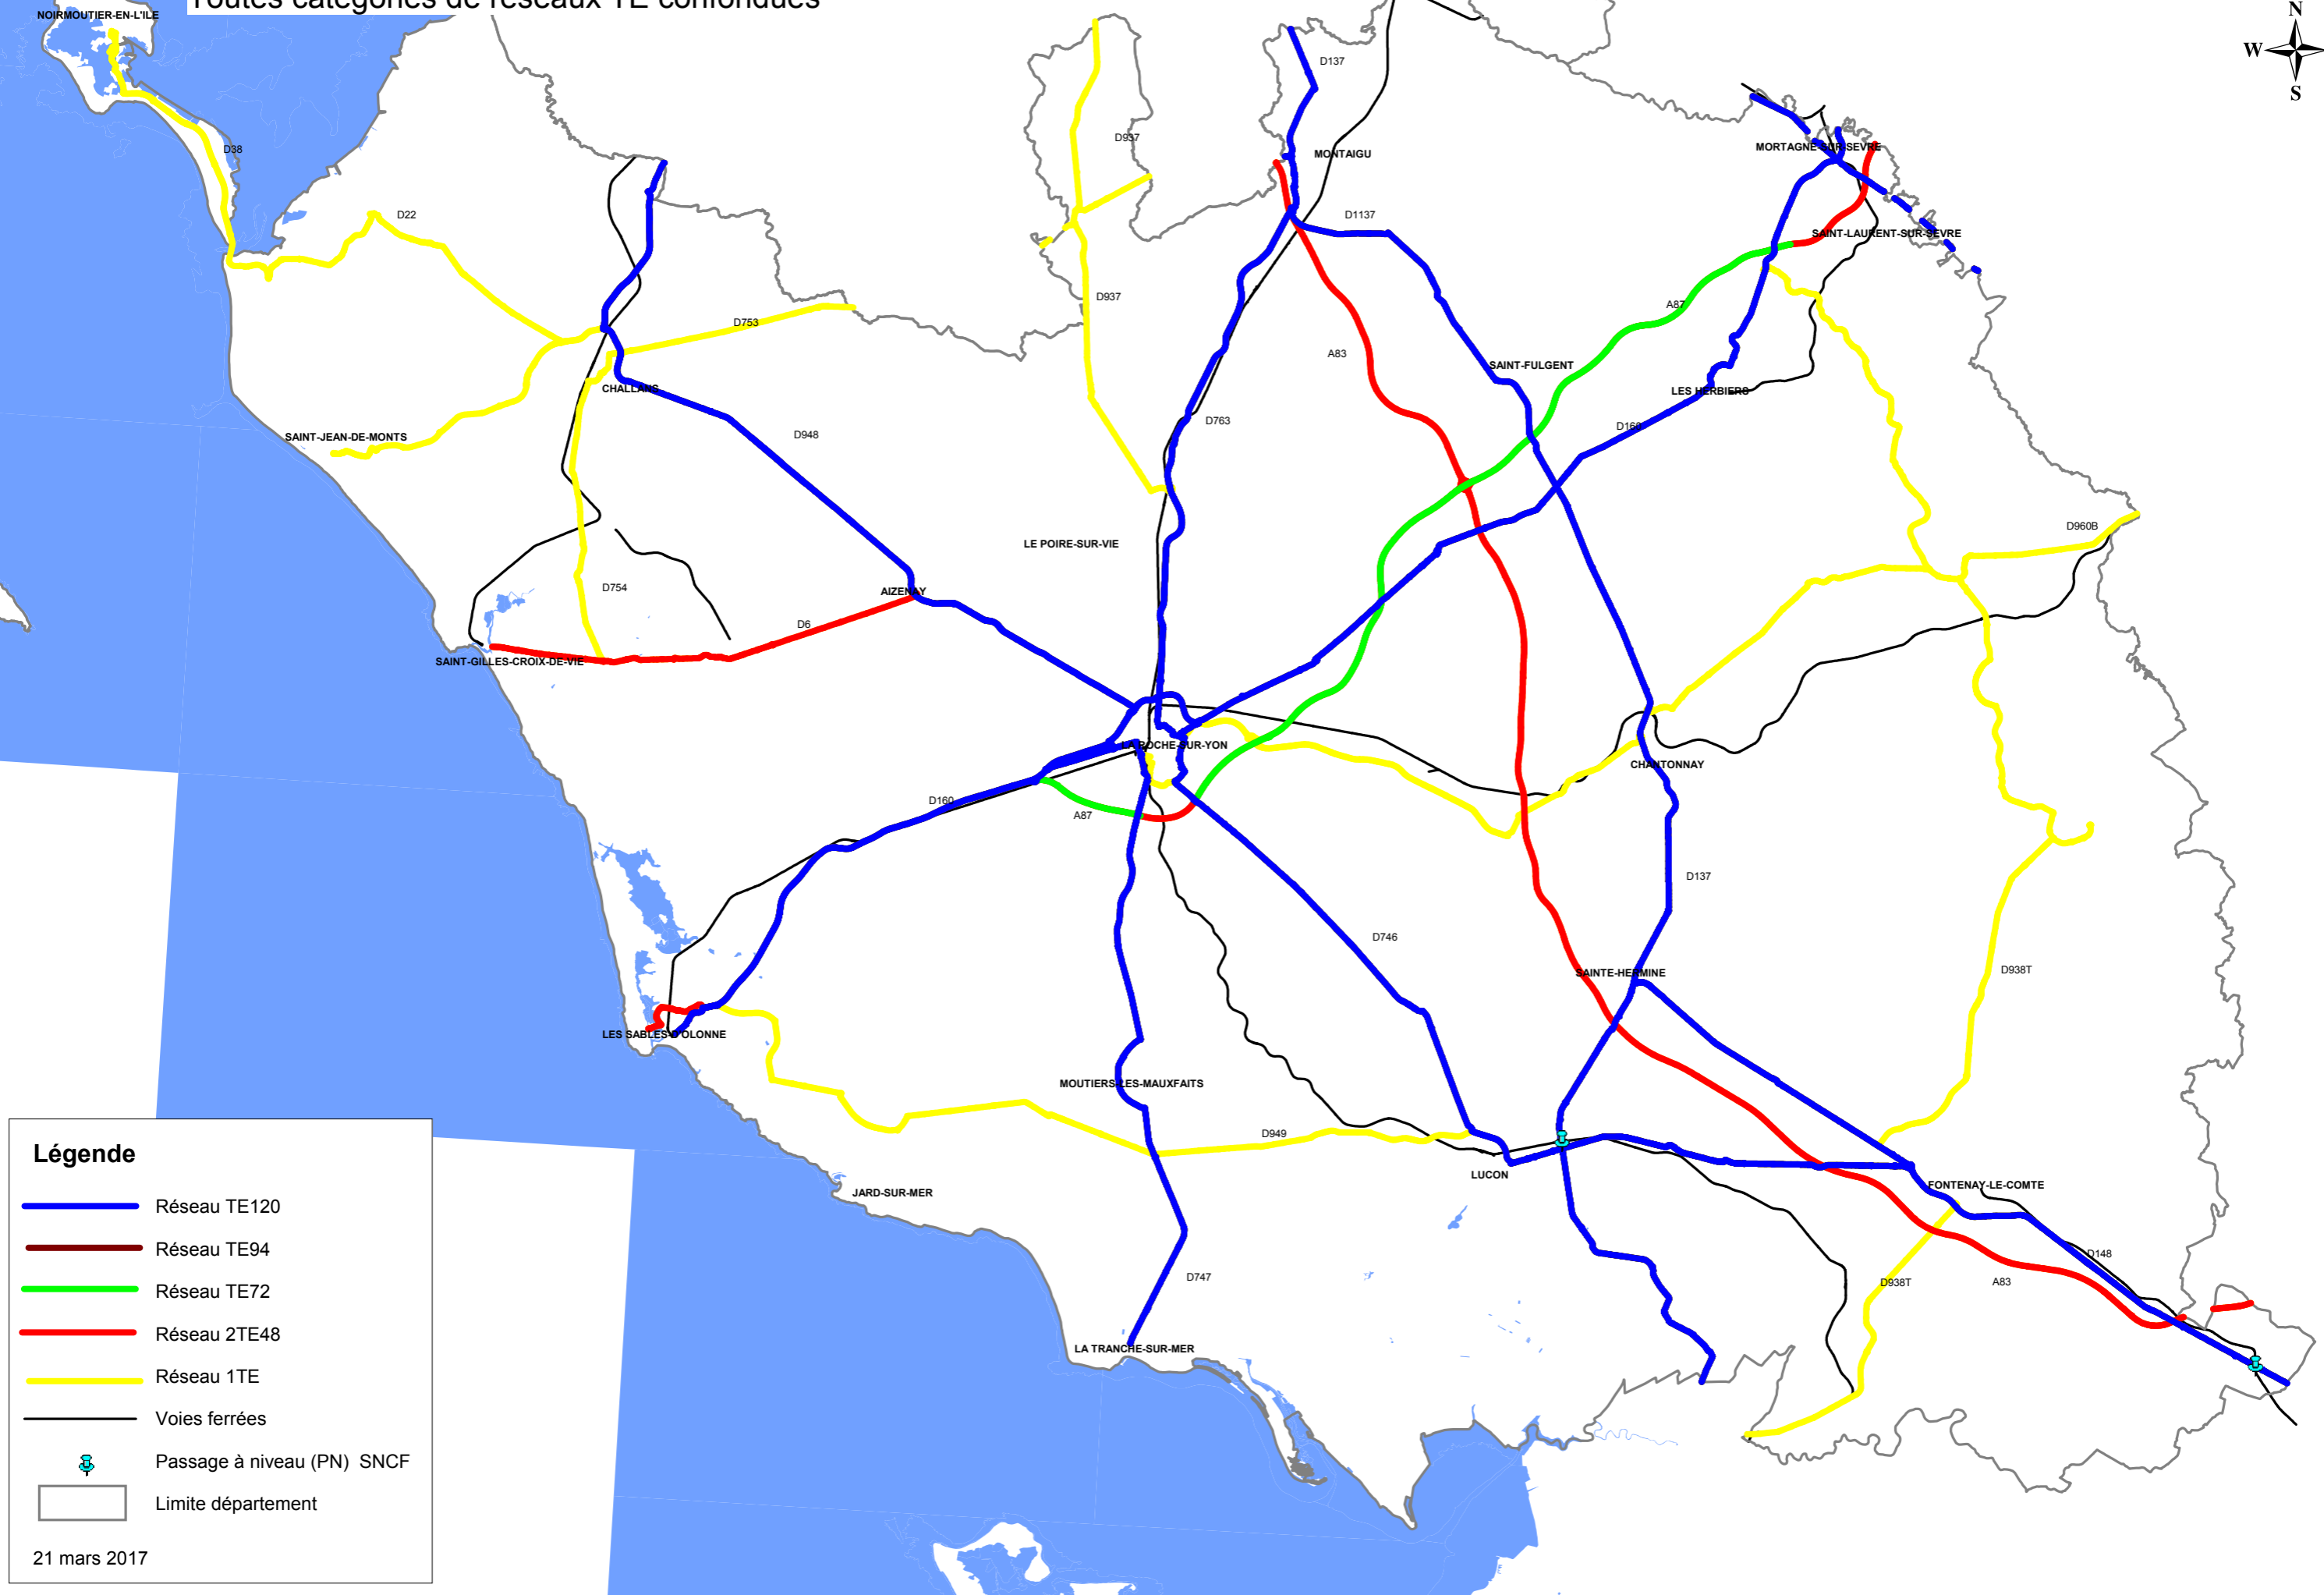 Toutes catégories de réseaux TE confondues
NOIRMOUTIER-EN-L'ILE
N
W
S
D137
D937
MONTAIGU
MORTAGNE-SUR-SEVRE
D38
D22
D1137
SAINT-LAURENT-SUR-SEVRE
D937
A87
D753
A83
SAINT-FULGENT
CHALLANS
LES HERBIERS
D763
D160
SAINT-JEAN-DE-MONTS
D948
D960B
LE POIRE-SUR-VIE
D754
AIZENAY
D6
SAINT-GILLES-CROIX-DE-VIE
LA ROCHE-SUR-YON
CHANTONNAY
D160
A87
D137
D746
D938T
SAINTE-HERMINE
LES SABLES-D'OLONNE
MOUTIERS-LES-MAUXFAITS
D949
LUCON
FONTENAY-LE-COMTE
JARD-SUR-MER
D148
D747
D938T
A83
LA TRANCHE-SUR-MER
Légende
Réseau TE120
Réseau TE94
Réseau TE72
Réseau 2TE48
Réseau 1TE
Voies ferrées
Passage à niveau (PN) SNCF
Limite département
21 mars 2017